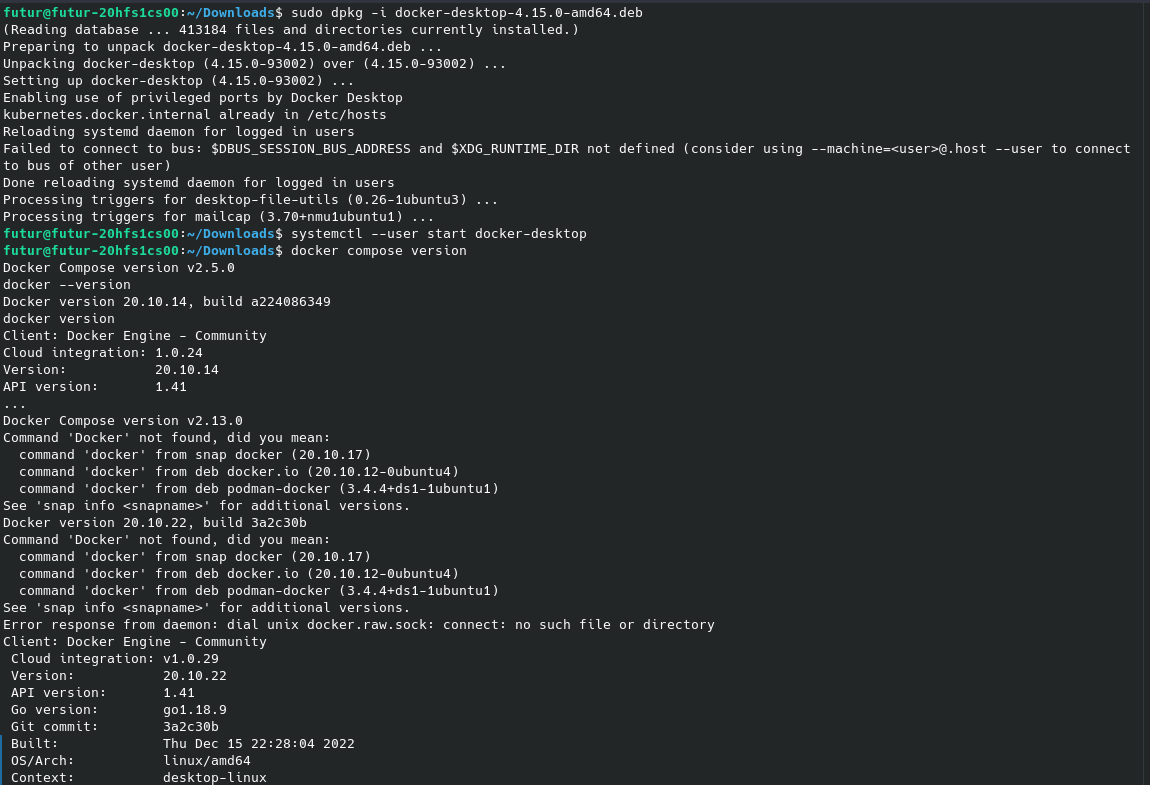 futur@futur-20hfs1cs00:~/Downloads$ sudo dpkg -i docker-desktop-4.15.0-amd64.deb
(Reading database ... 413184 files and directories currently installed.)
Preparing to unpack docker-desktop-4.15.0-amd64.deb ...
Unpacking docker-desktop (4.15.0-93002) over (4.15.0-93002) ...
Setting up docker-desktop (4.15.0-93002) ...
Enabling use of privileged ports by Docker Desktop
kubernetes.docker.internal already in /etc/hosts
Reloading systemd daemon for logged in users
Failed to connect to bus: $DBUS_SESSION_BUS_ADDRESS and $XDG_RUNTIME_DIR not defined (consider using --machine=<user>@.host --user to connect
to bus of other user)
Done reloading systemd daemon for logged in users
Processing triggers for desktop-file-utils (0.26-1ubuntu3) ...
Processing triggers for mailcap (3.70+nmu1ubuntu1) ...
futur@futur-20hfs1cs00:~/Downloads$ systemctl --user start docker-desktop
futur@futur-20hfs1cs00:~/Downloads$ docker compose version
Docker Compose version v2.5.0
docker --version
Docker version 20.10.14, build a224086349
docker version
Client: Docker Engine - Community
Cloud integration: 1.0.24
Version:           20.10.14
API version:       1.41
...
Docker Compose version v2.13.0
Command 'Docker' not found, did you mean:
  command 'docker' from snap docker (20.10.17)
  command 'docker' from deb docker.io (20.10.12-0ubuntu4)
  command 'docker' from deb podman-docker (3.4.4+ds1-1ubuntu1)
See 'snap info <snapname>' for additional versions.
Docker version 20.10.22, build 3a2c30b
Command 'Docker' not found, did you mean:
  command 'docker' from snap docker (20.10.17)
  command 'docker' from deb docker.io (20.10.12-0ubuntu4)
  command 'docker' from deb podman-docker (3.4.4+ds1-1ubuntu1)
See 'snap info <snapname>' for additional versions.
Error response from daemon: dial unix docker.raw.sock: connect: no such file or directory
Client: Docker Engine - Community
 Cloud integration: v1.0.29
 Version:           20.10.22
 API version:       1.41
 Go version:        go1.18.9
 Git commit:        3a2c30b
 Built:             Thu Dec 15 22:28:04 2022
 OS/Arch:           linux/amd64
 Context:           desktop-linux